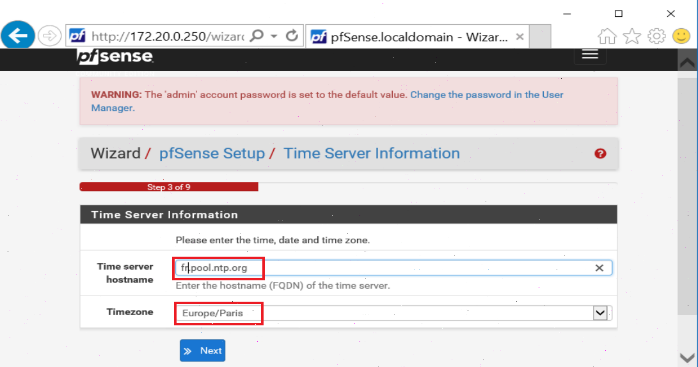 http://172.20.0.250/wizar
pfSense.localdomain - Wizar...
pfsense
WARNING: The 'admin' account password is set to the default value. Change the password in the User
Manager.
Wizard / pfSense Setup / Time Server Information
Step 3 of 9
Time Server Information
Please enter the time, date and time zone.
Time server
hostname
fr.pool.ntp.org
Enter the hostname (FQDN) of the time server.
Timezone
Europe/Paris
Next